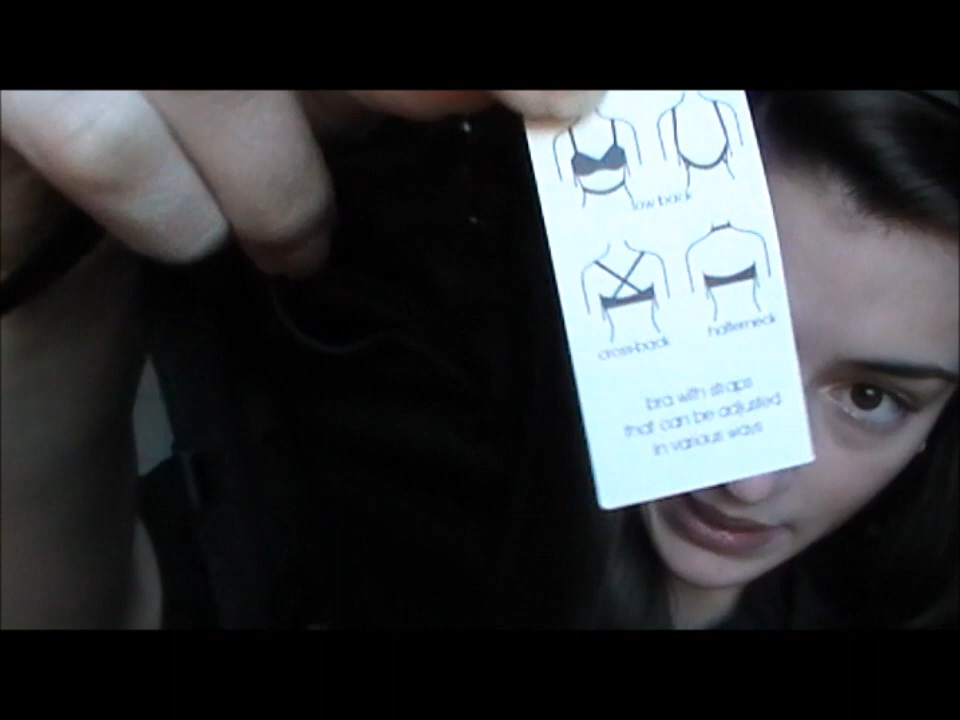 low back
cross-back
halterneck
bra with straps
that can be adjusted
in various ways